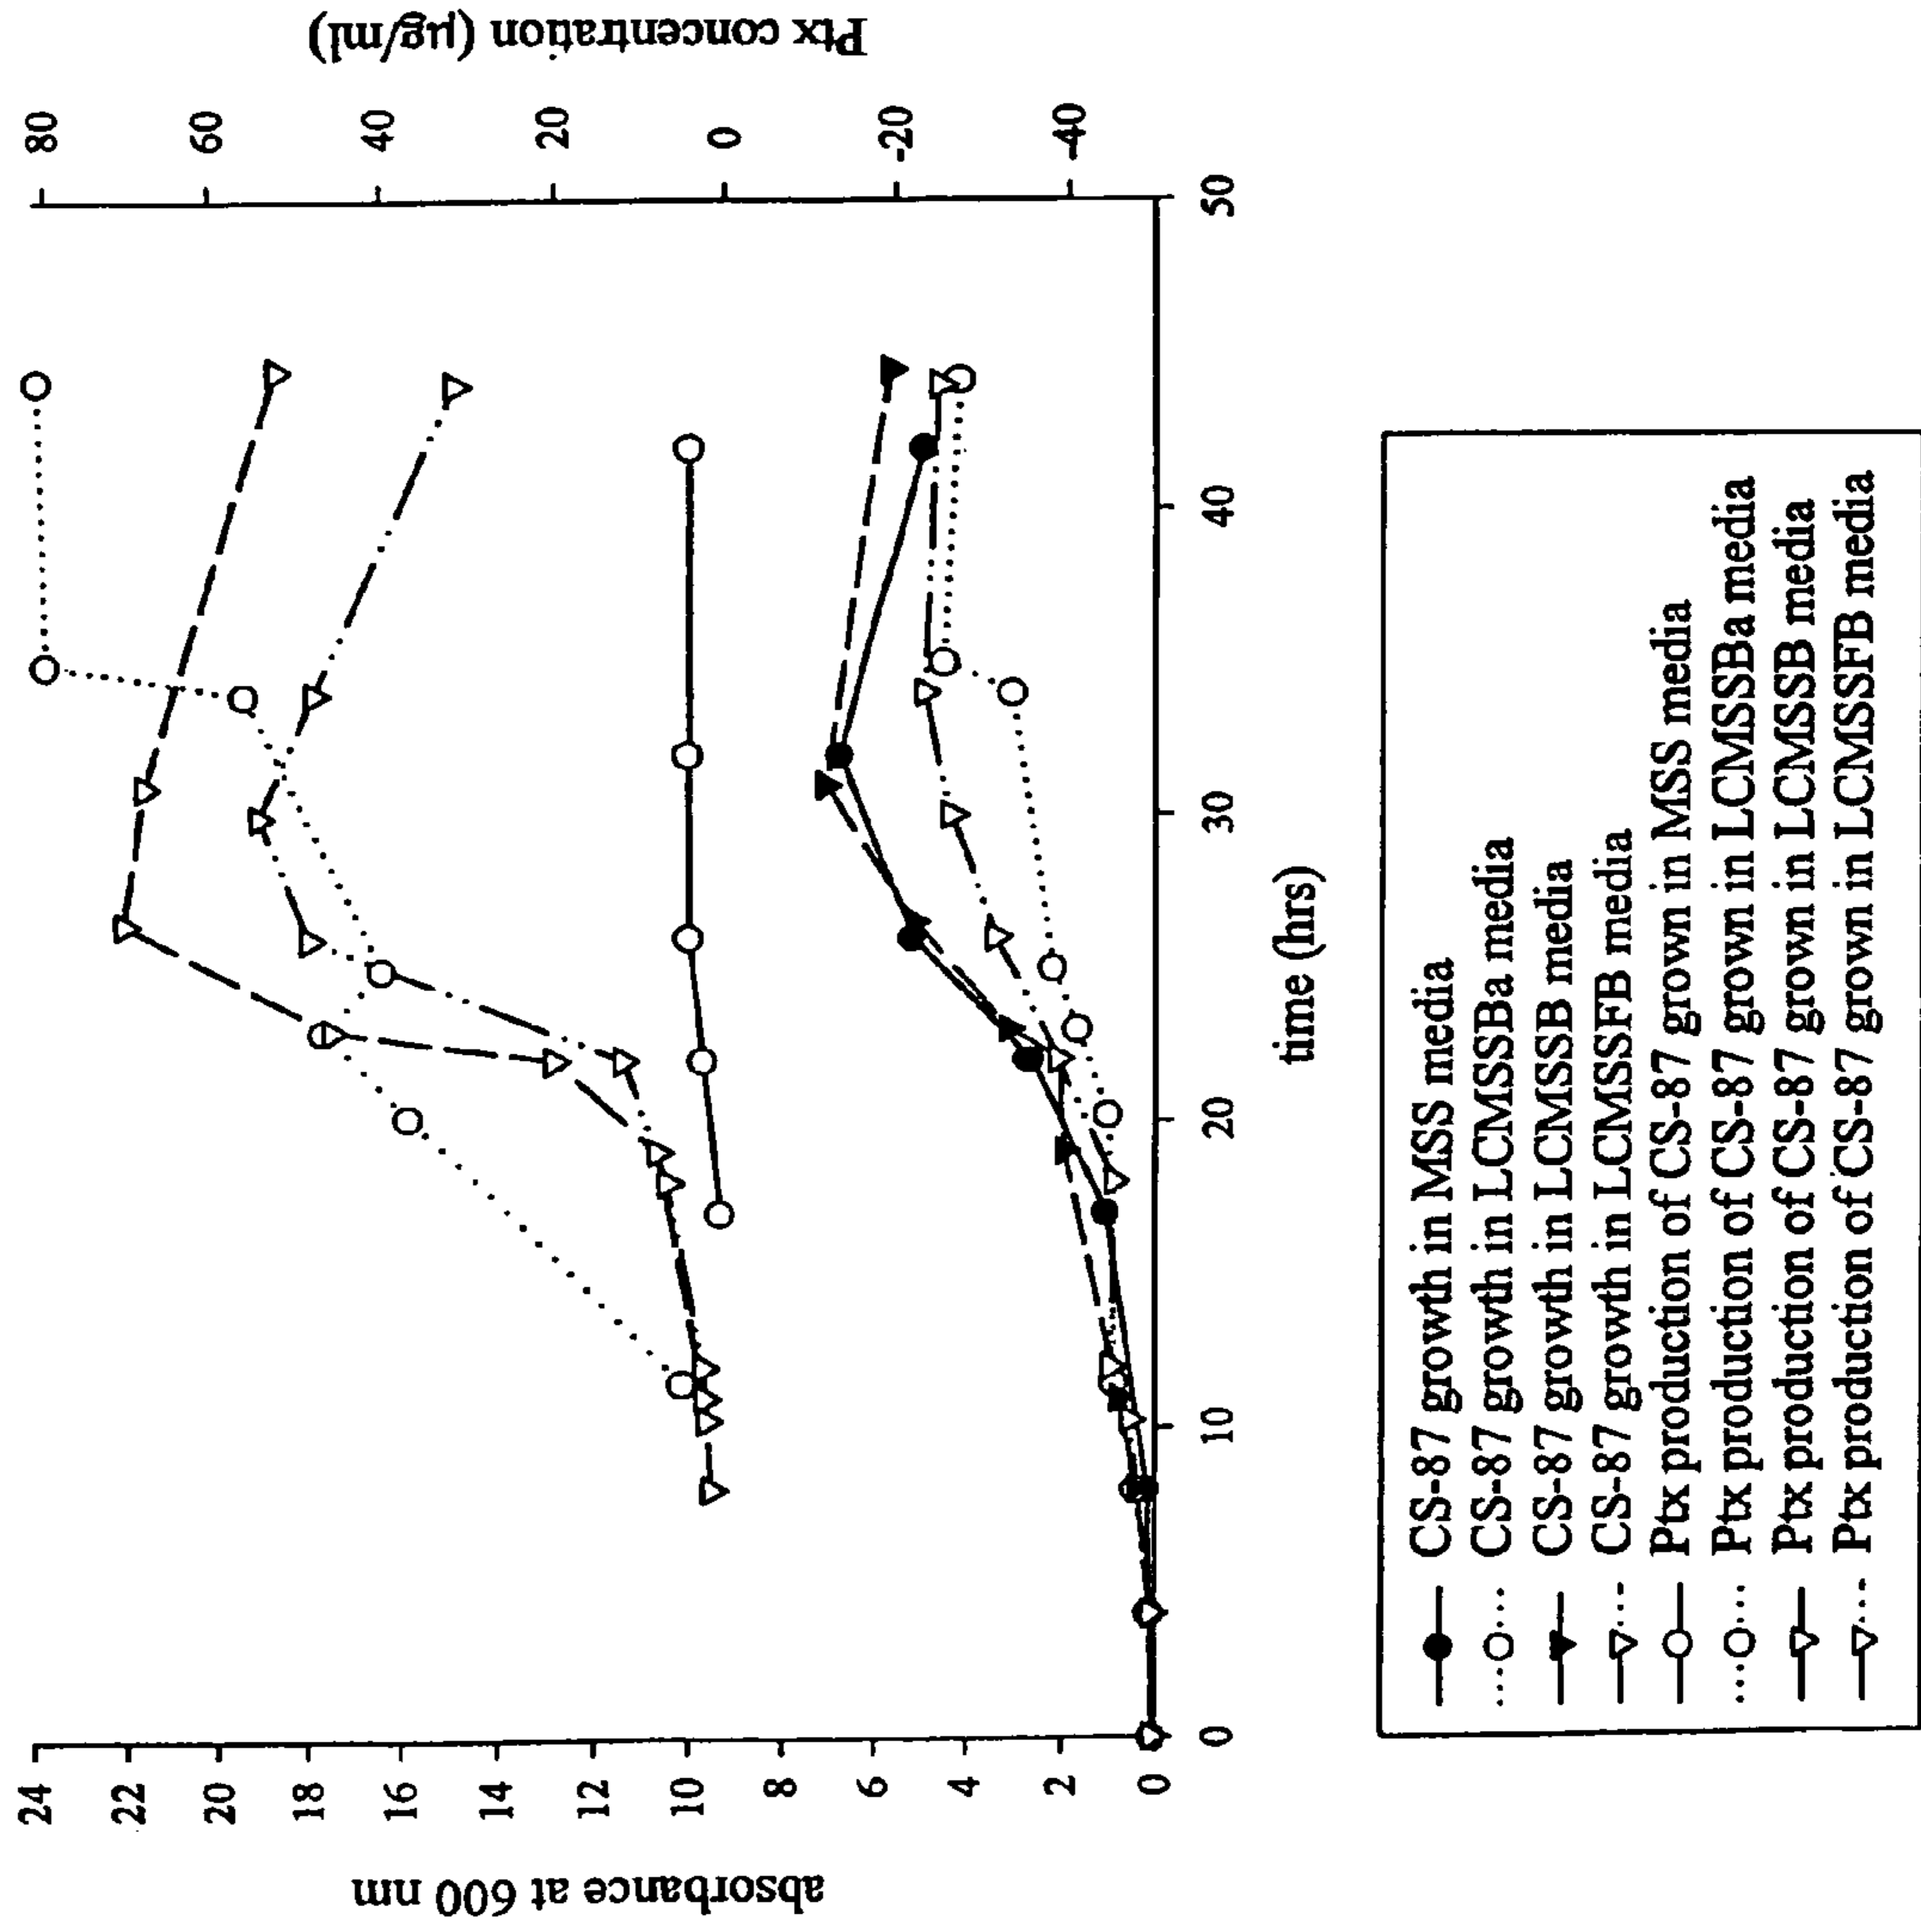 absorbance at 600 nm
24
22
20
18
16
14
12
10
8
6
4
2
0
Ptx concentration (µg/ml)
80
60
40
20
0
-20
-40
0
10
20
30
40
50
time (hrs)
CS-87 growth in MSS media
CS-87 growth in LCMSSBa media
CS-87 growth in LCMSSB media
CS-87 growth in LCMSSFB media
Ptx production of CS-87 grown in MSS media
Ptx production of CS-87 grown in LCMSSBa media
Ptx production of CS-87 grown in LCMSSB media
Ptx production of CS-87 grown in LCMSSFB media